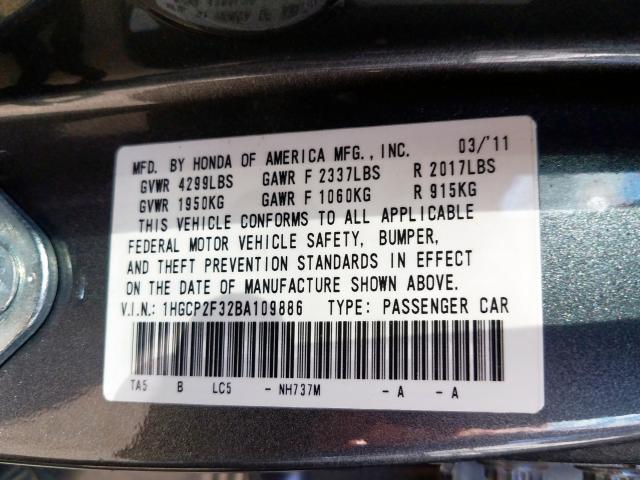 MFD. BY HONDA OF AMERICA MFG., INC. 03/'11
GVWR 4299LBS GAWR F 2337LBS R 2017LBS
GVWR 1950KG GAWR F 1060KG R 915KG
THIS VEHICLE CONFORMS TO ALL APPLICABLE
FEDERAL MOTOR VEHICLE SAFETY, BUMPER,
AND THEFT PREVENTION STANDARDS IN EFFECT
ON THE DATE OF MANUFACTURE SHOWN ABOVE.
V.I.N.: 1HGCP2F32BA109886 TYPE: PASSENGER CAR
TA5 B LC5 - NH737M - A - A